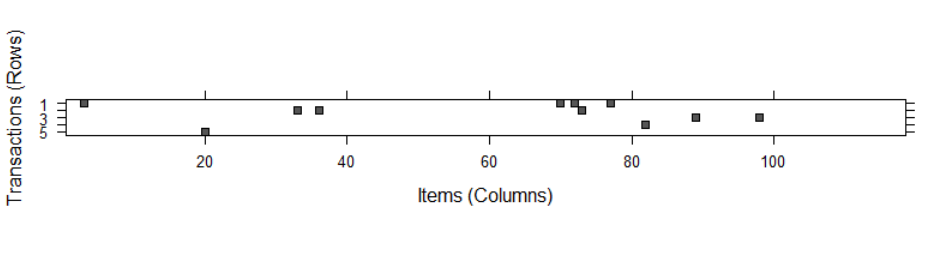 Transactions (Rows)
1
3
5
20 40 60 80 100
Items (Columns)